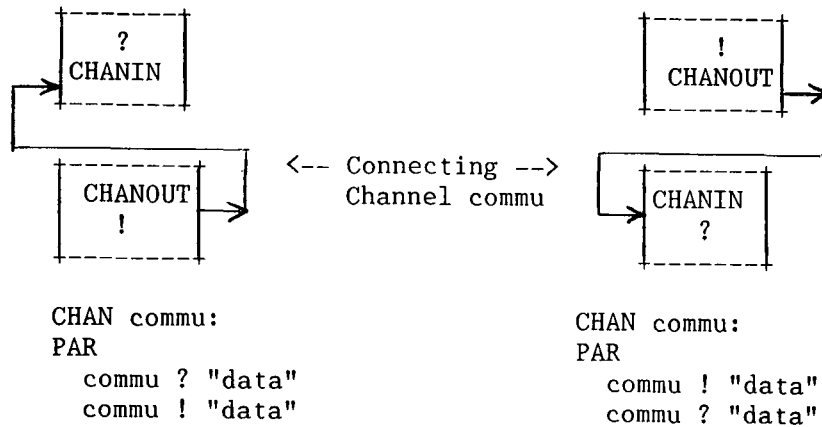 ?
CHANIN
CHANOUT
!
<-- Connecting -->
Channel commu
!
CHANOUT
CHANIN
?
CHAN commu:
PAR
commu ? "data"
commu ! "data"
CHAN commu:
PAR
commu ! "data"
commu ? "data"